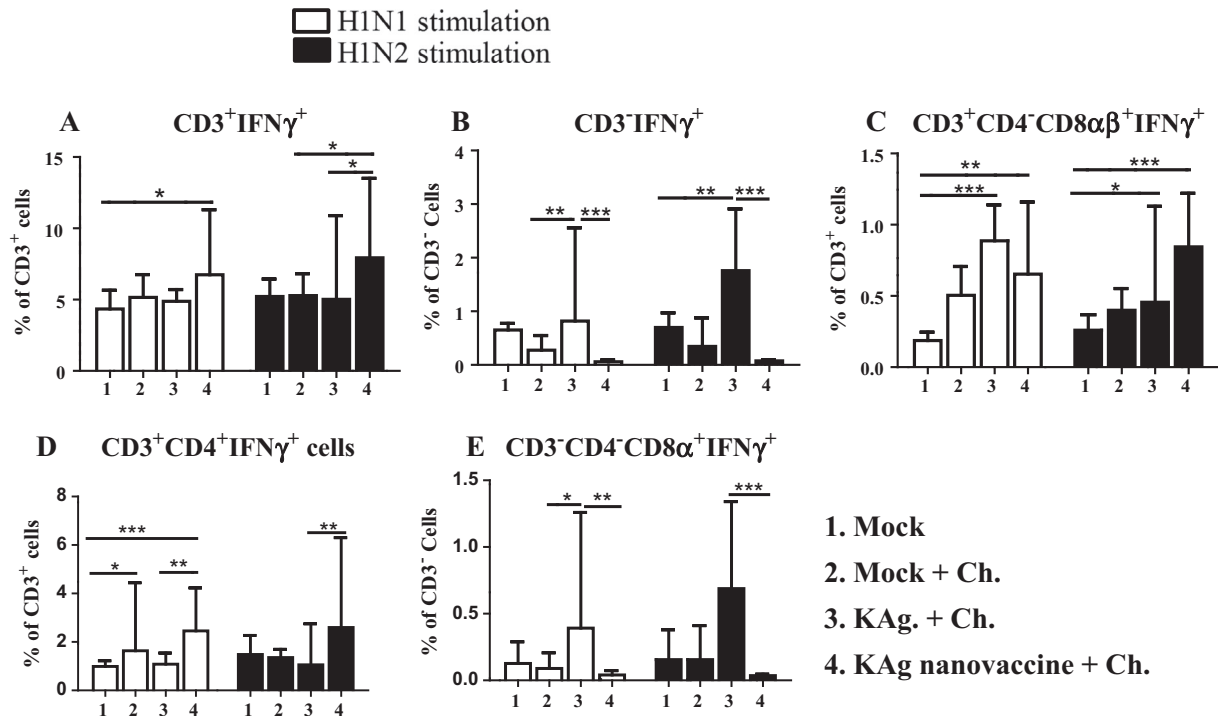 H1N1 stimulation
H1N2 stimulation
A CD3⁺IFNγ⁺
% of CD3⁺ cells
15
10
5
0
*
*
*
1 2 3 4 1 2 3 4
B CD3⁻IFNγ⁺
% of CD3⁻ Cells
4
3
2
1
0
** ***
** ***
1 2 3 4 1 2 3 4
C CD3⁺CD4⁻CD8αβ⁺IFNγ⁺
% of CD3⁺ cells
1.5
1.0
0.5
0.0
**
***
***
*
1 2 3 4 1 2 3 4
D CD3⁺CD4⁺IFNγ⁺ cells
% of CD3⁺ cells
8
6
4
2
0
***
* **
**
1 2 3 4 1 2 3 4
E CD3⁻CD4⁻CD8α⁺IFNγ⁺
% of CD3⁻ Cells
1.5
1.0
0.5
0.0
* **
***
1 2 3 4 1 2 3 4
1. Mock
2. Mock + Ch.
3. KAg. + Ch.
4. KAg nanovaccine + Ch.